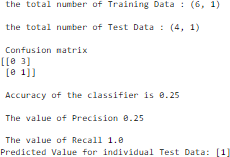 the total number of Training Data : (6, 1)
the total number of Test Data : (4, 1)
Confusion matrix
[[0 3]
[0 1]]
Accuracy of the classifier is 0.25
The value of Precision 0.25
The value of Recall 1.0
Predicted Value for individual Test Data: [1]